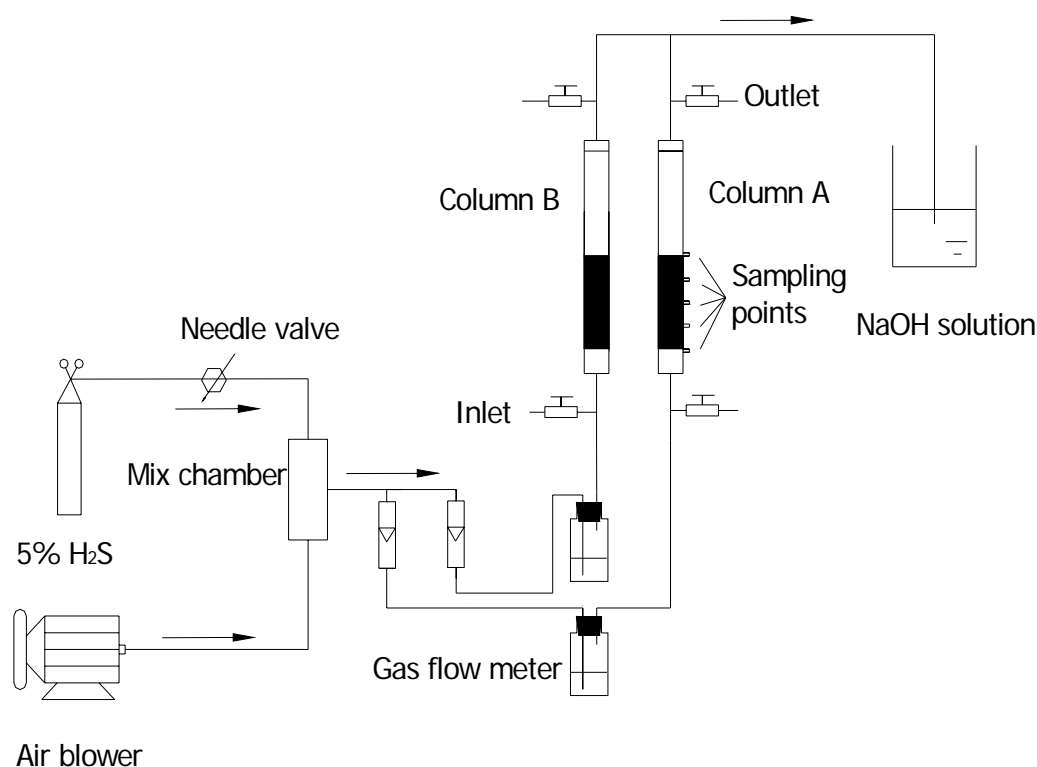 Outlet
Column B
Column A
Sampling
points
NaOH solution
Needle valve
Inlet
Mix chamber
5% H₂S
Gas flow meter
Air blower